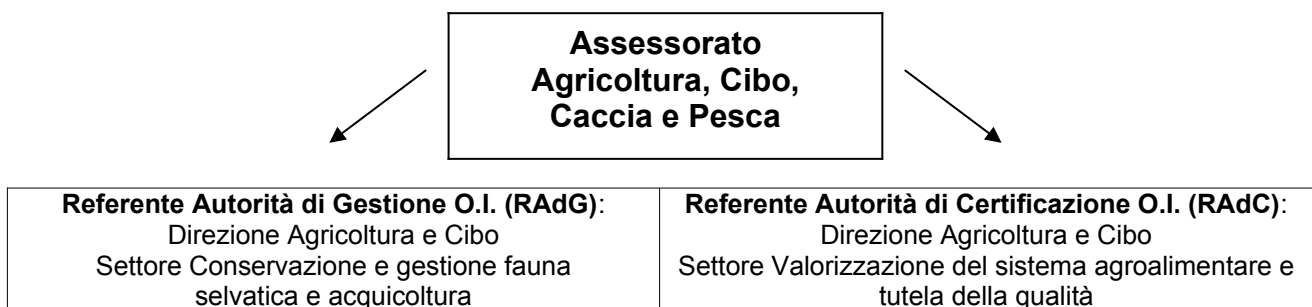 Assessorato
Agricoltura, Cibo,
Caccia e Pesca
Referente Autorità di Gestione O.I. (RAdG):
Direzione Agricoltura e Cibo
Settore Conservazione e gestione fauna
selvatica e acquicoltura
Referente Autorità di Certificazione O.I. (RAdC):
Direzione Agricoltura e Cibo
Settore Valorizzazione del sistema agroalimentare e
tutela della qualità